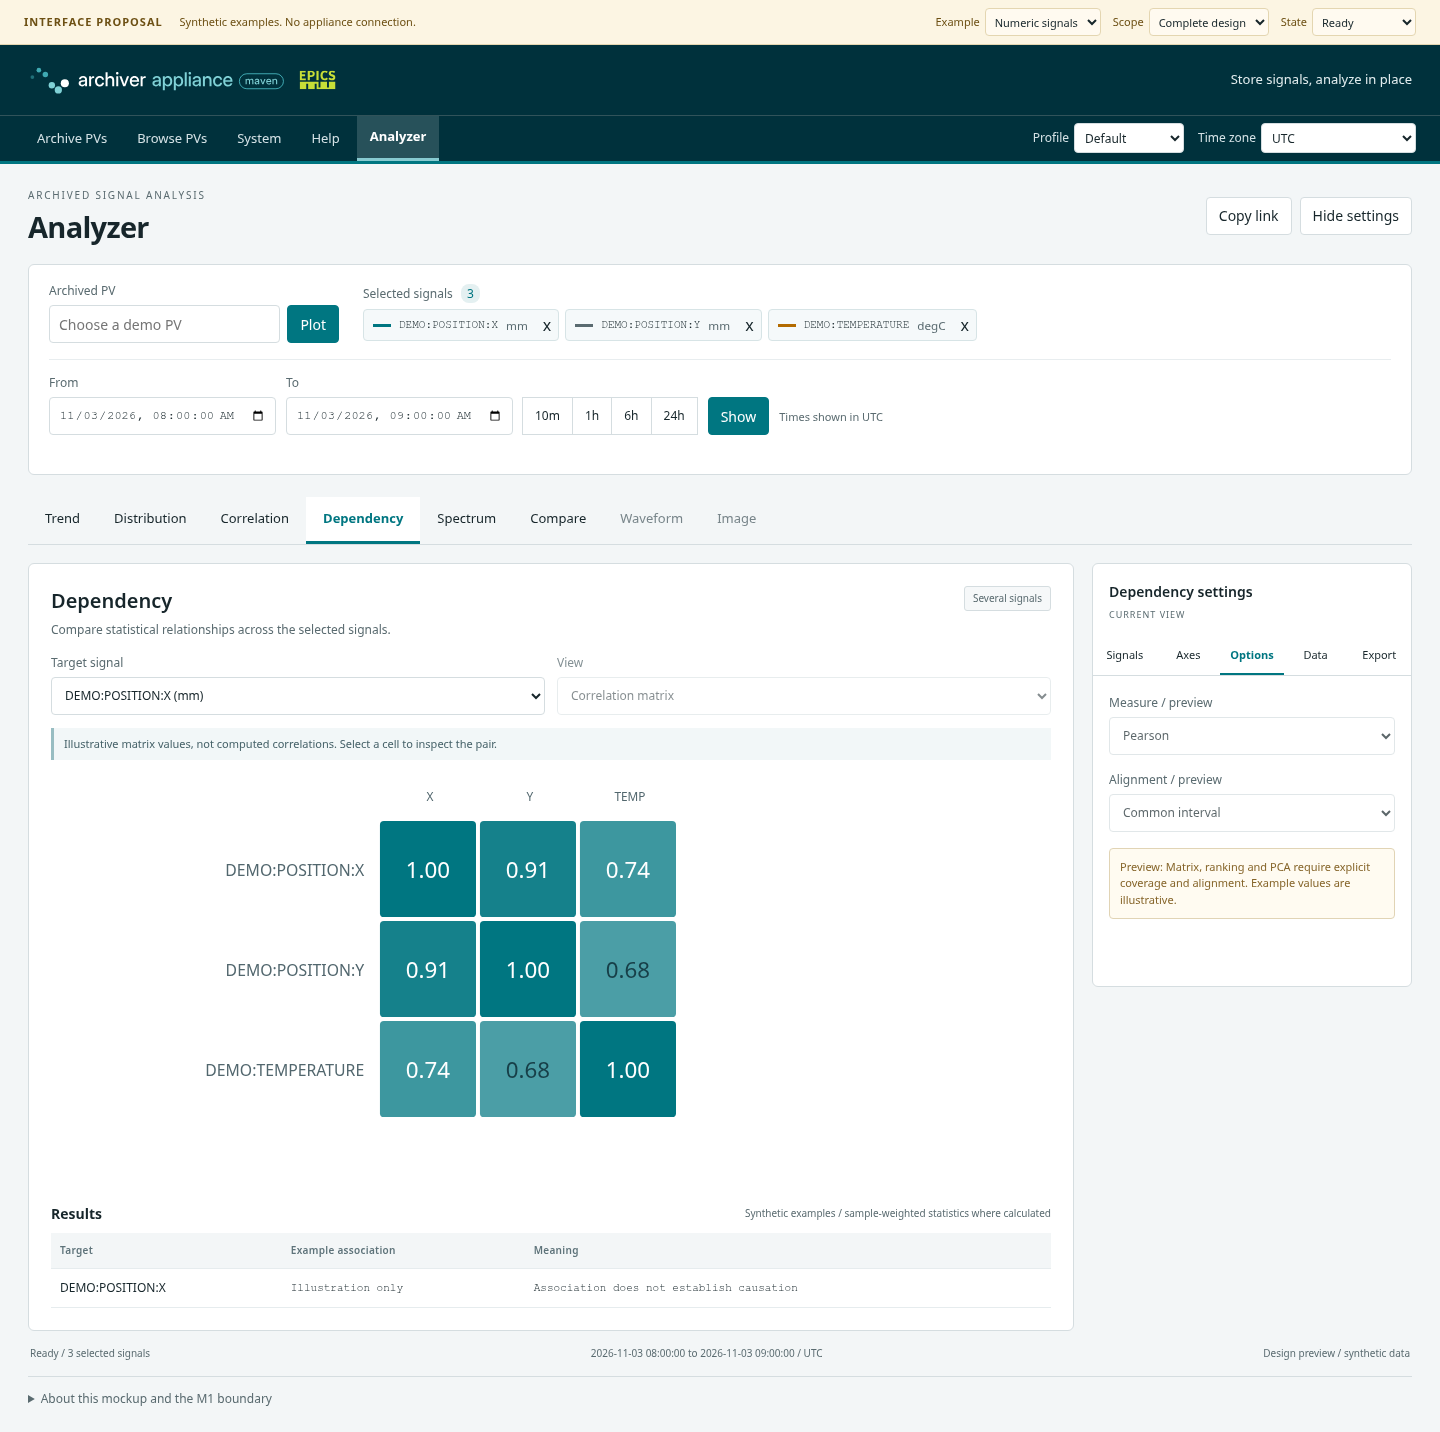 INTERFACE PROPOSAL Synthetic examples. No appliance connection. Example Numeric signals Scope Complete design State Ready
archiver appliance maven EPICS Store signals, analyze in place
Archive PVs Browse PVs System Help Analyzer Profile Default Time zone UTC
ARCHIVED SIGNAL ANALYSIS
Analyzer
Copy link Hide settings
Archived PV
Choose a demo PV Plot
Selected signals 3
DEMO:POSITION:X mm X DEMO:POSITION:Y mm X DEMO:TEMPERATURE degC X
From To
11/03/2026, 08:00:00 AM 11/03/2026, 09:00:00 AM 10m 1h 6h 24h Show Times shown in UTC
Trend Distribution Correlation Dependency Spectrum Compare Waveform Image
Dependency
Several signals
Compare statistical relationships across the selected signals.
Target signal View
DEMO:POSITION:X (mm) Correlation matrix
Illustrative matrix values, not computed correlations. Select a cell to inspect the pair.
X Y TEMP
DEMO:POSITION:X 1.00 0.91 0.74
DEMO:POSITION:Y 0.91 1.00 0.68
DEMO:TEMPERATURE 0.74 0.68 1.00
Results Synthetic examples / sample-weighted statistics where calculated
Target Example association Meaning
DEMO:POSITION:X Illustration only Association does not establish causation
Dependency settings
CURRENT VIEW
Signals Axes Options Data Export
Measure / preview
Pearson
Alignment / preview
Common interval
Preview: Matrix, ranking and PCA require explicit
coverage and alignment. Example values are
illustrative.
Ready / 3 selected signals 2026-11-03 08:00:00 to 2026-11-03 09:00:00 / UTC Design preview / synthetic data
About this mockup and the M1 boundary